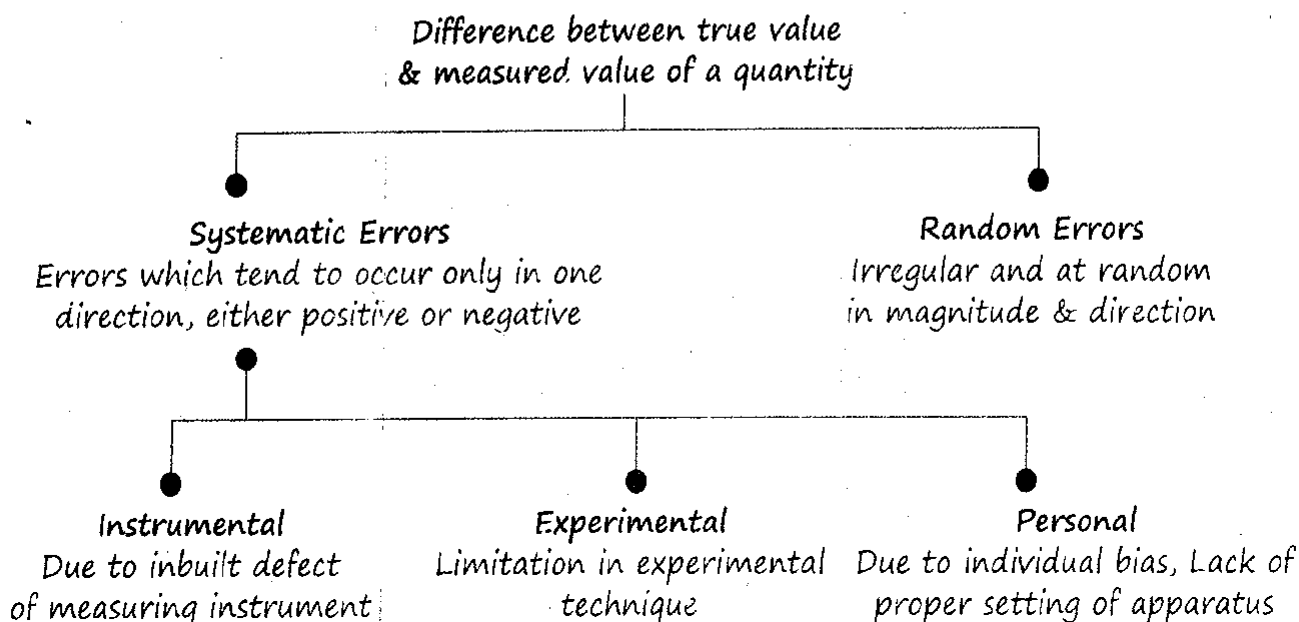 Difference between true value
& measured value of a quantity
Systematic Errors
Errors which tend to occur only in one
direction, either positive or negative
Random Errors
Irregular and at random
in magnitude & direction
Instrumental
Due to inbuilt defect
of measuring instrument
Experimental
Limitation in experimental
technique
Personal
Due to individual bias, Lack of
proper setting of apparatus